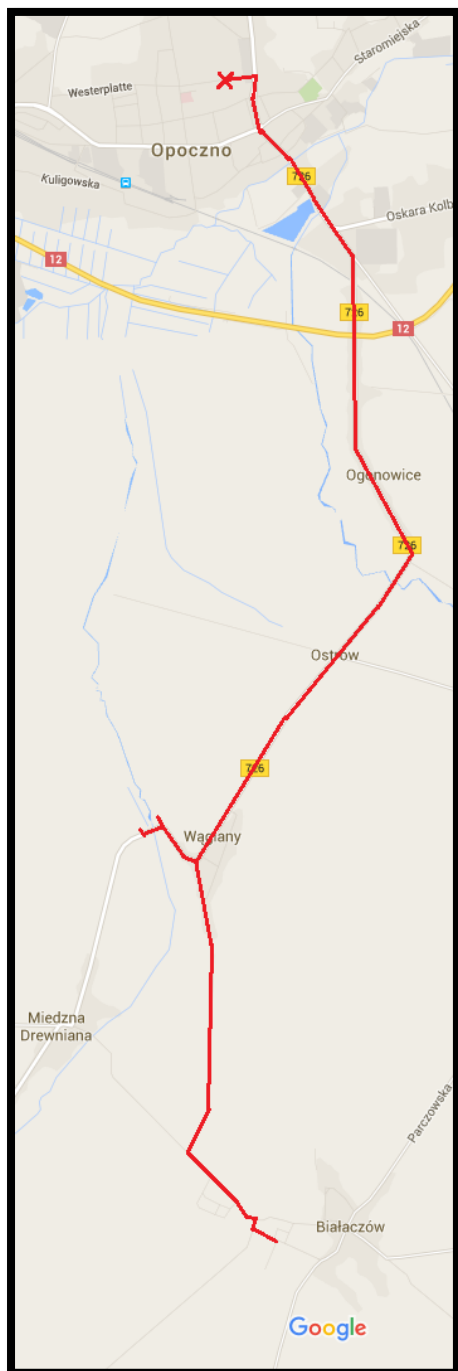 Staromiejska
Westerplatte
Opoczno
Kuligowska
726
Oskara Kolb
12
726
12
Ogonowice
726
Ostrów
726
Wąglany
Miedzna
Drewniana
Parczowska
Białaczów
Google